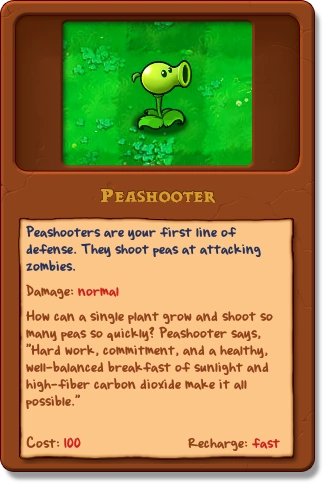 PEASHOOTER
Peashooters are your first line of
defense. They shoot peas at attacking
zombies.
Damage: normal
How can a single plant grow and shoot so
many peas so quickly? Peashooter says,
"Hard work, commitment, and a healthy,
well-balanced breakfast of sunlight and
high-fiber carbon dioxide make it all
possible."
Cost: 100 Recharge: fast